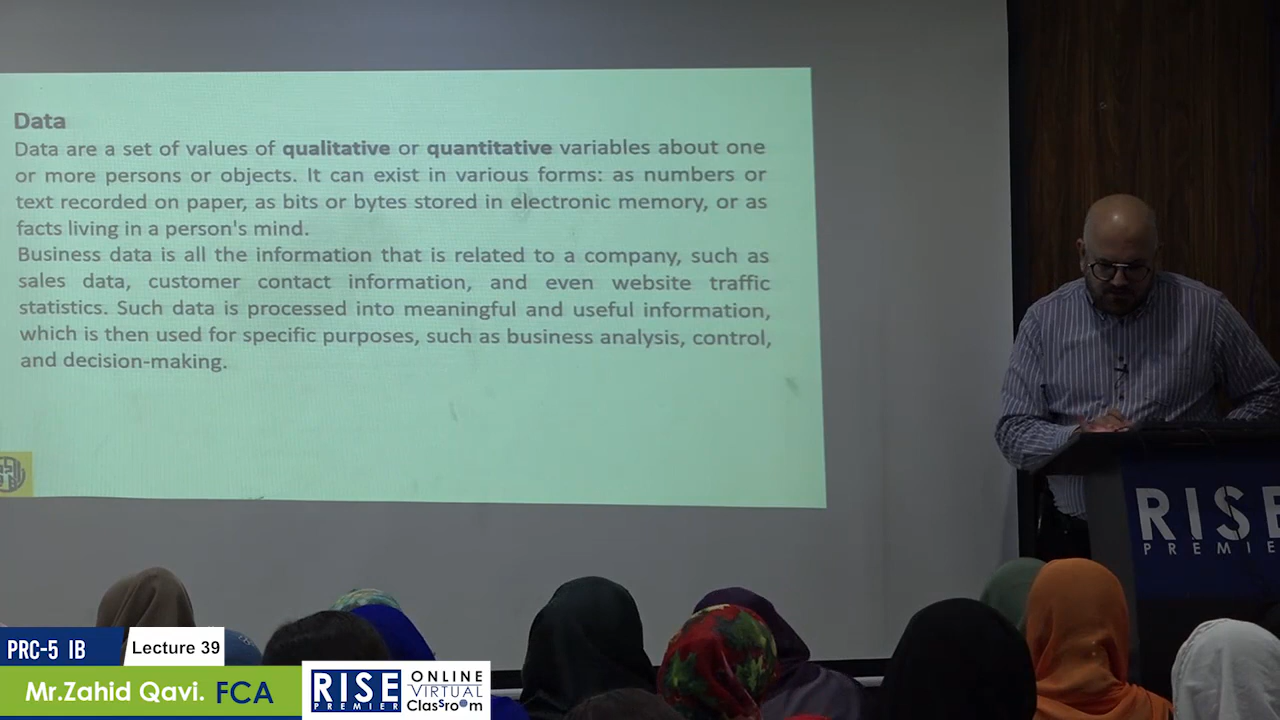 Data
Data are a set of values of qualitative or quantitative variables about one
or more persons or objects. It can exist in various forms: as numbers or
text recorded on paper, as bits or bytes stored in electronic memory, or as
facts living in a person's mind.
Business data is all the information that is related to a company, such as
sales data, customer contact information, and even website traffic
statistics. Such data is processed into meaningful and useful information,
which is then used for specific purposes, such as business analysis, control,
and decision-making.
RISE
PREMIE
PRC-5 IB
Lecture 39
Mr.Zahid Qavi. FCA
RISE
PREMIER
ONLINE
VIRTUAL
ClasSroom